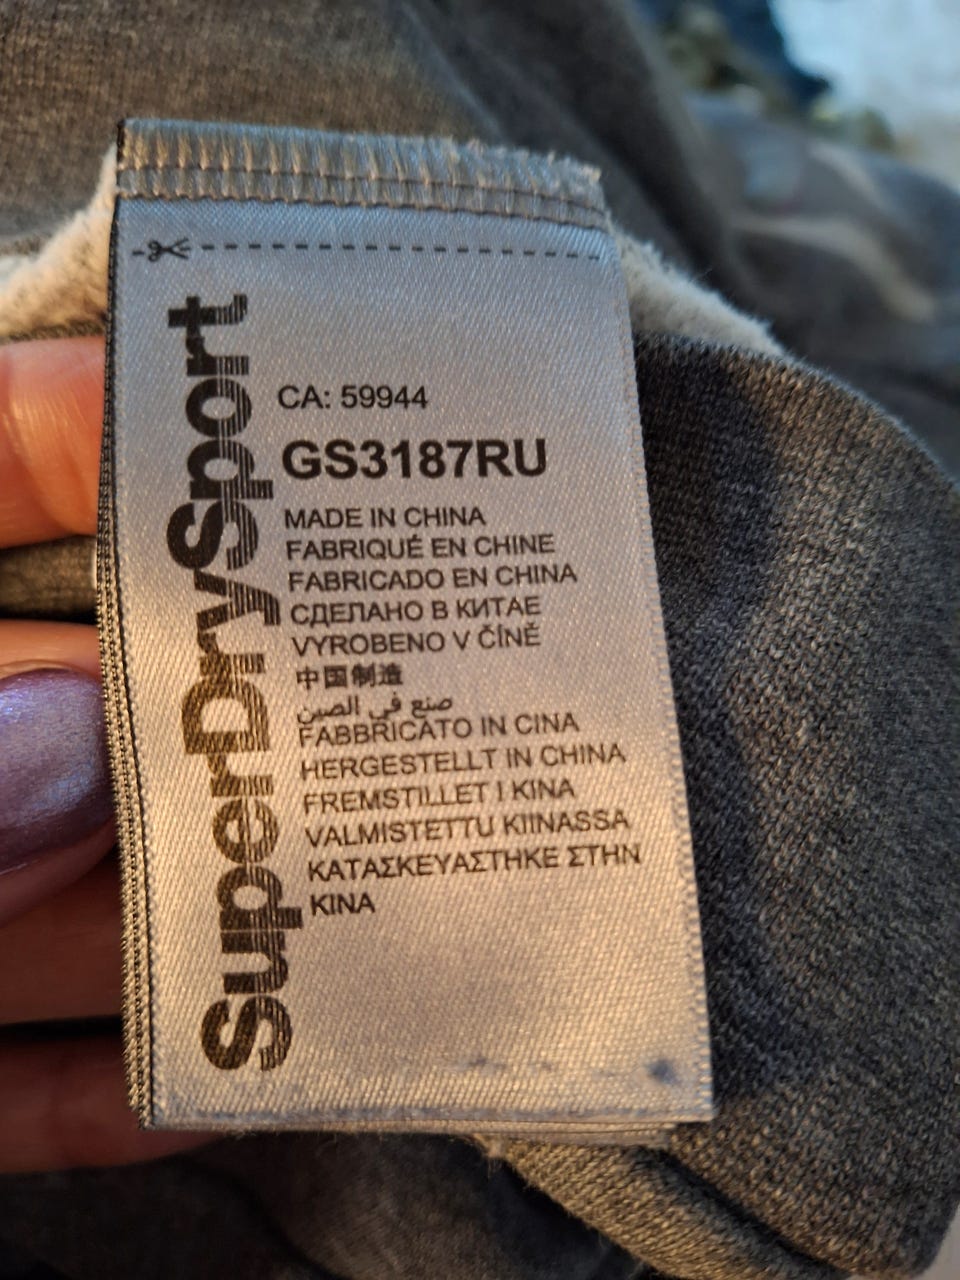 SuperDrySport
CA: 59944
GS3187RU
MADE IN CHINA
FABRIQUÉ EN CHINE
FABRICADO EN CHINA
СДЕЛАНО В КИТАЕ
VYROBENO V ČÍNĚ
中国制造
صنع في الصين
FABBRICATO IN CINA
HERGESTELLT IN CHINA
FREMSTILLET I KINA
VALMISTETTU KIINASSA
ΚΑΤΑΣΚΕΥΑΣΤΗΚΕ ΣΤΗΝ
ΚΙΝΑ